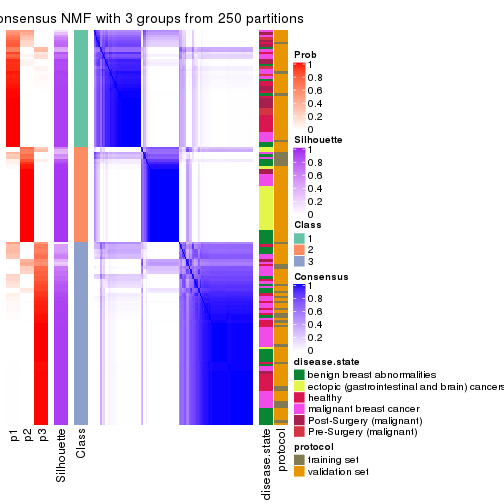 onsensus NMF with 3 groups from 250 partitions
Prob
1
0.8
0.6
0.4
0.2
0
Silhouette
1
0.8
0.6
0.4
0.2
0
Class
1
2
3
Consensus
1
0.8
0.6
0.4
0.2
0
disease.state
benign breast abnormalities
ectopic (gastrointestinal and brain) cancers
healthy
malignant breast cancer
Post-Surgery (malignant)
Pre-Surgery (malignant)
protocol
training set
validation set
p1
p2
p3
Silhouette
Class
disease.state
protocol